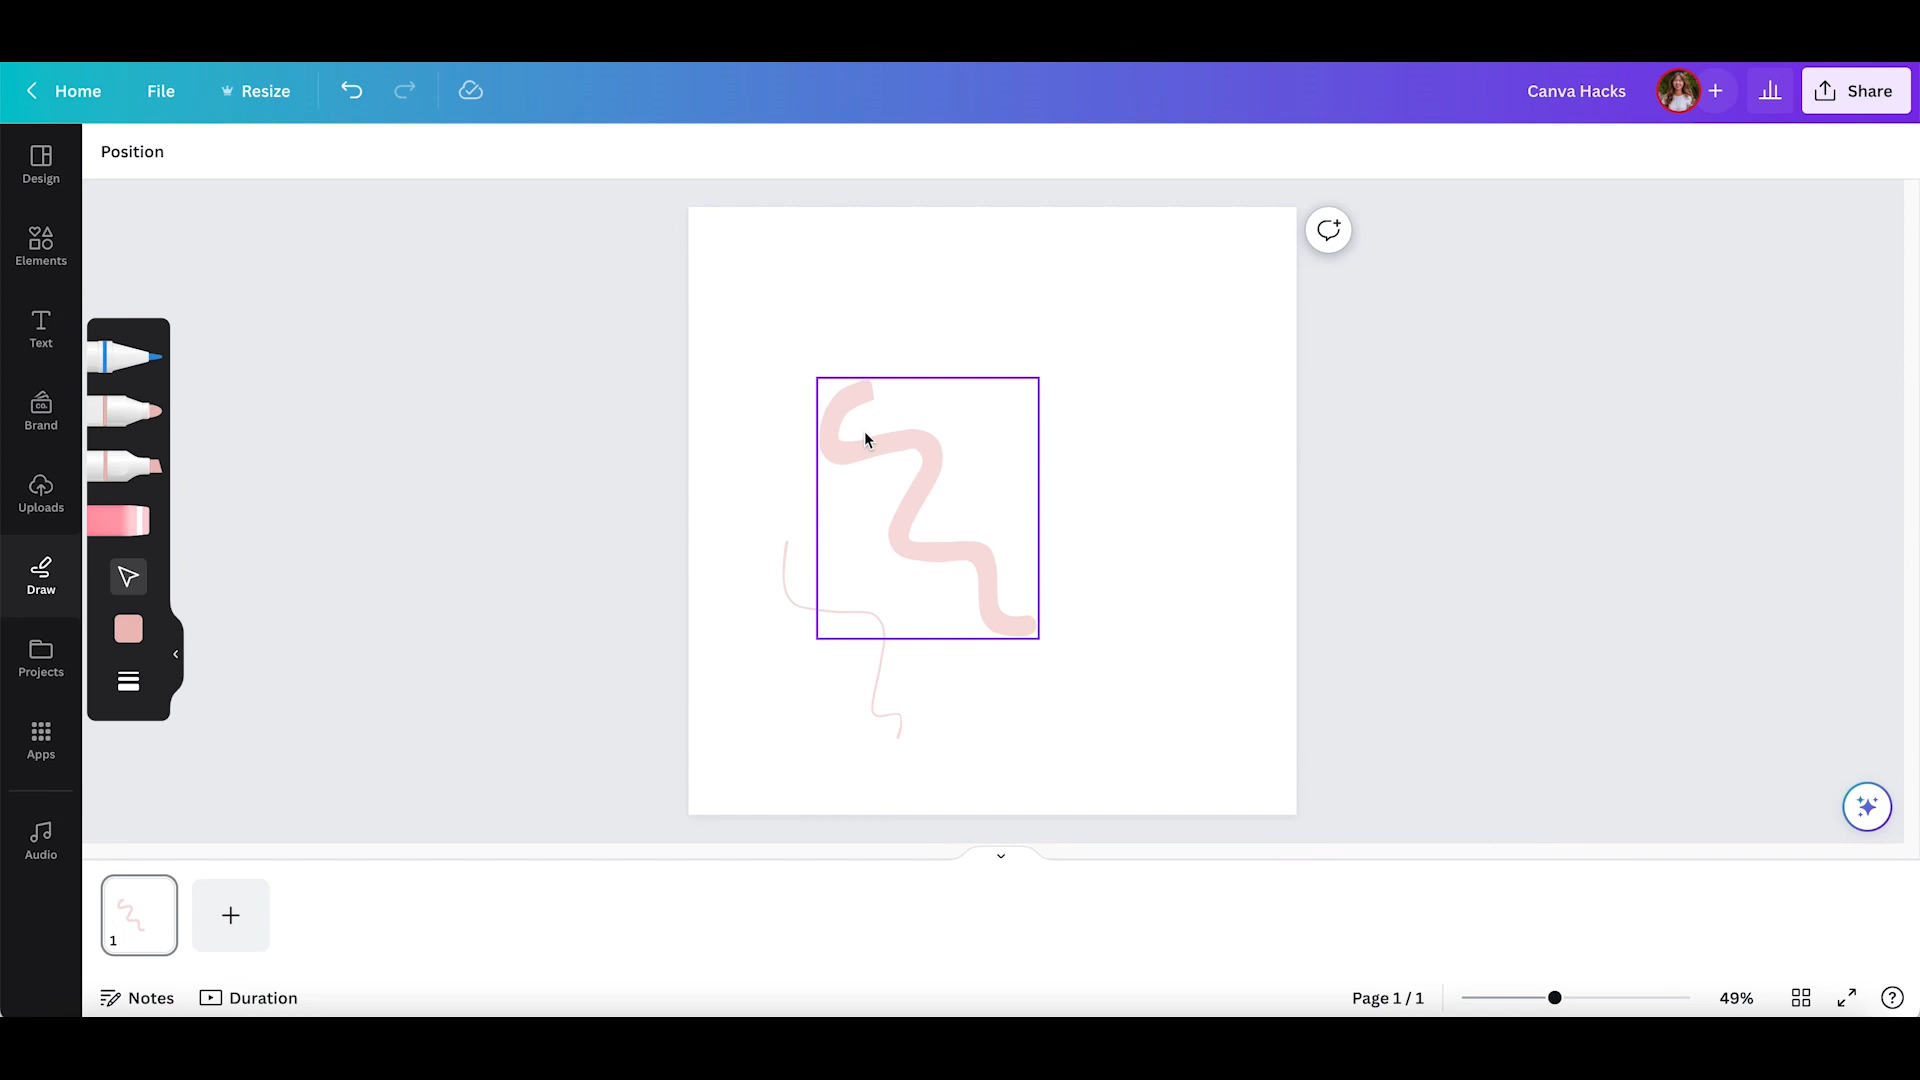 Home File Resize Canva Hacks Share
Position
Design
Elements
Text
CO.
Brand
Uploads
Draw
Projects
Apps
Audio
1
Notes Duration Page 1 / 1 49%